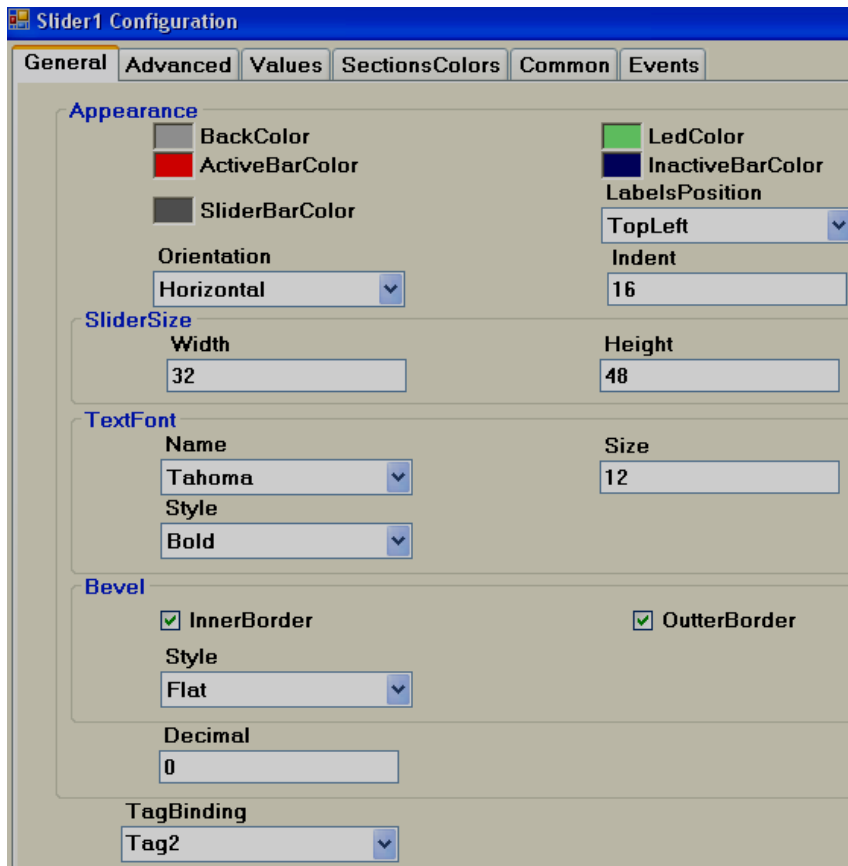 Slider1 Configuration
General Advanced Values SectionsColors Common Events
Appearance
BackColor LedColor
ActiveBarColor InactiveBarColor
LabelsPosition
SliderBarColor
TopLeft
Orientation Indent
Horizontal 16
SliderSize
Width Height
32 48
TextFont
Name Size
Tahoma 12
Style
Bold
Bevel
InnerBorder OutterBorder
Style
Flat
Decimal
0
TagBinding
Tag2